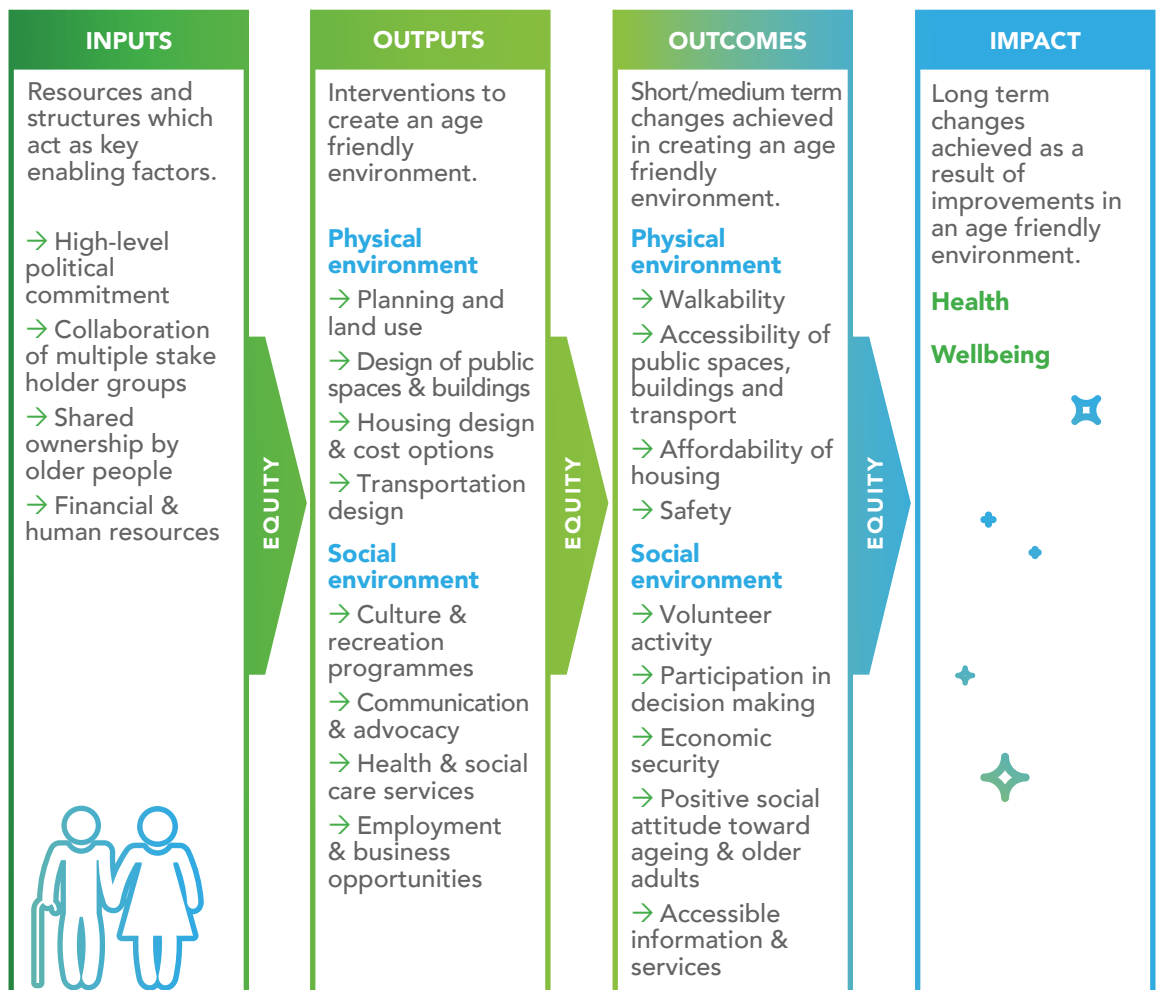 INPUTS
Resources and
structures which
act as key
enabling factors.
→ High-level
political
commitment
→ Collaboration
of multiple stake
holder groups
→ Shared
ownership by
older people
→ Financial &
human resources
EQUITY
OUTPUTS
Interventions to
create an age
friendly
environment.
Physical
environment
→ Planning and
land use
→ Design of public
spaces & buildings
→ Housing design
& cost options
→ Transportation
design
Social
environment
→ Culture &
recreation
programmes
→ Communication
& advocacy
→ Health & social
care services
→ Employment
& business
opportunities
EQUITY
OUTCOMES
Short/medium term
changes achieved
in creating an age
friendly
environment.
Physical
environment
→ Walkability
→ Accessibility of
public spaces,
buildings and
transport
→ Affordability of
housing
→ Safety
Social
environment
→ Volunteer
activity
→ Participation in
decision making
→ Economic
security
→ Positive social
attitude toward
ageing & older
adults
→ Accessible
information &
services
EQUITY
IMPACT
Long term
changes
achieved as a
result of
improvements in
an age friendly
environment.
Health
Wellbeing